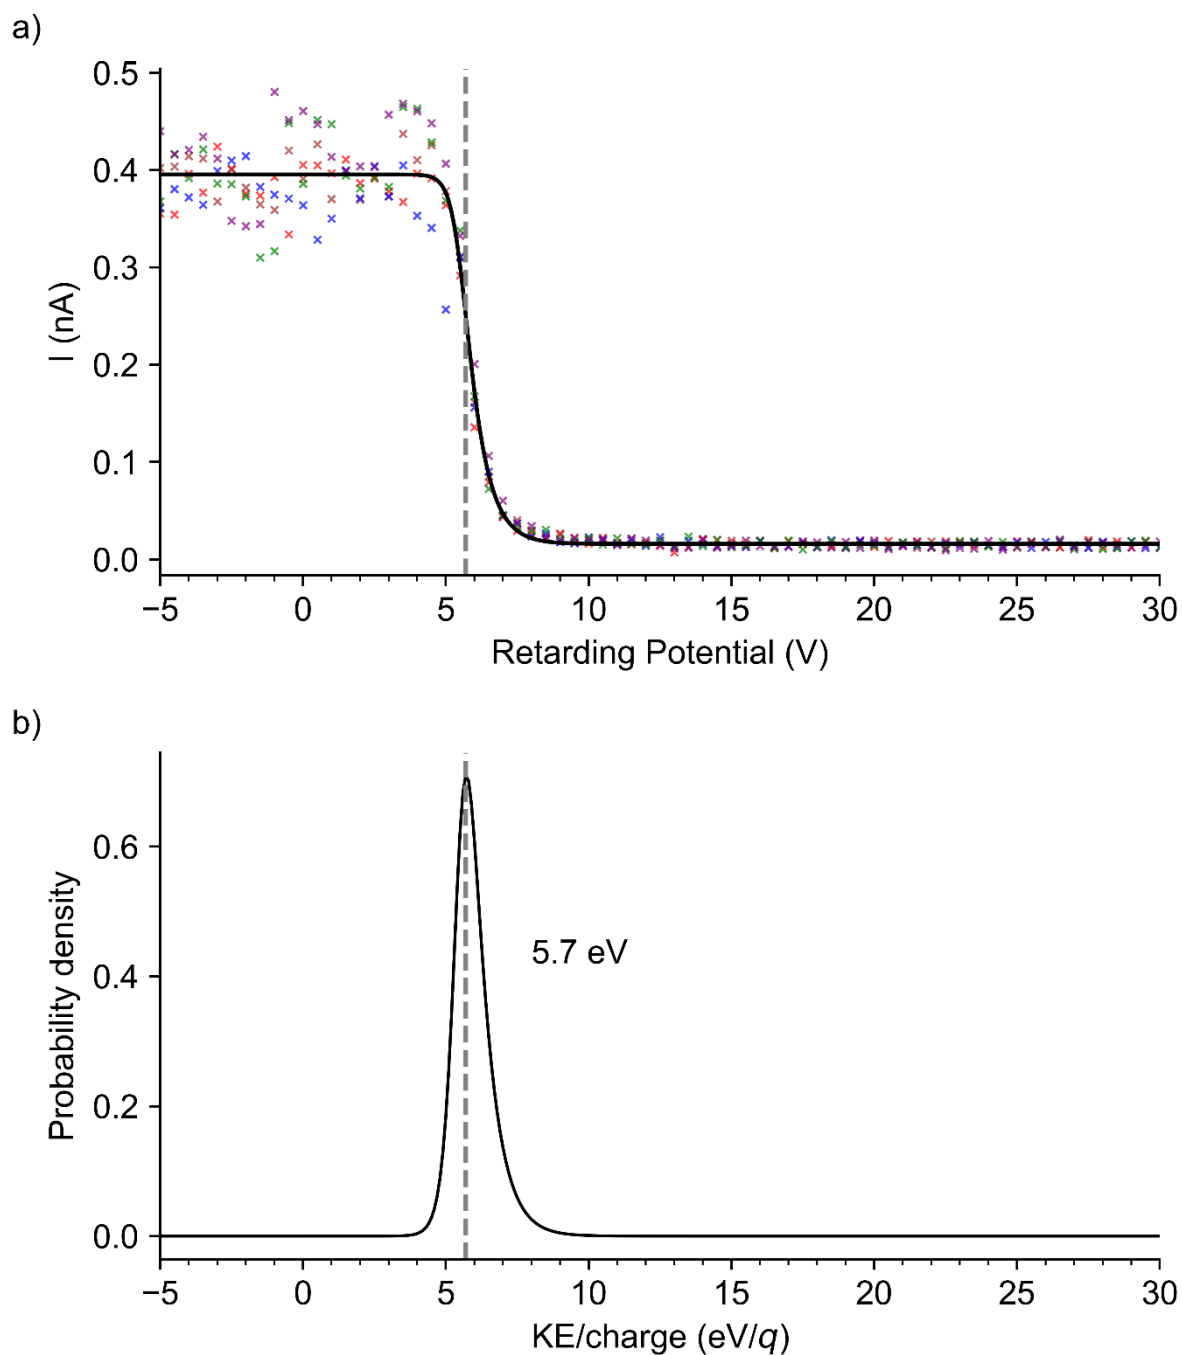 a)
0.5
0.4
0.3
0.2
0.1
0.0
I (nA)
−5 0 5 10 15 20 25 30
Retarding Potential (V)
b)
0.6
0.4
0.2
0.0
Probability density
5.7 eV
−5 0 5 10 15 20 25 30
KE/charge (eV/q)